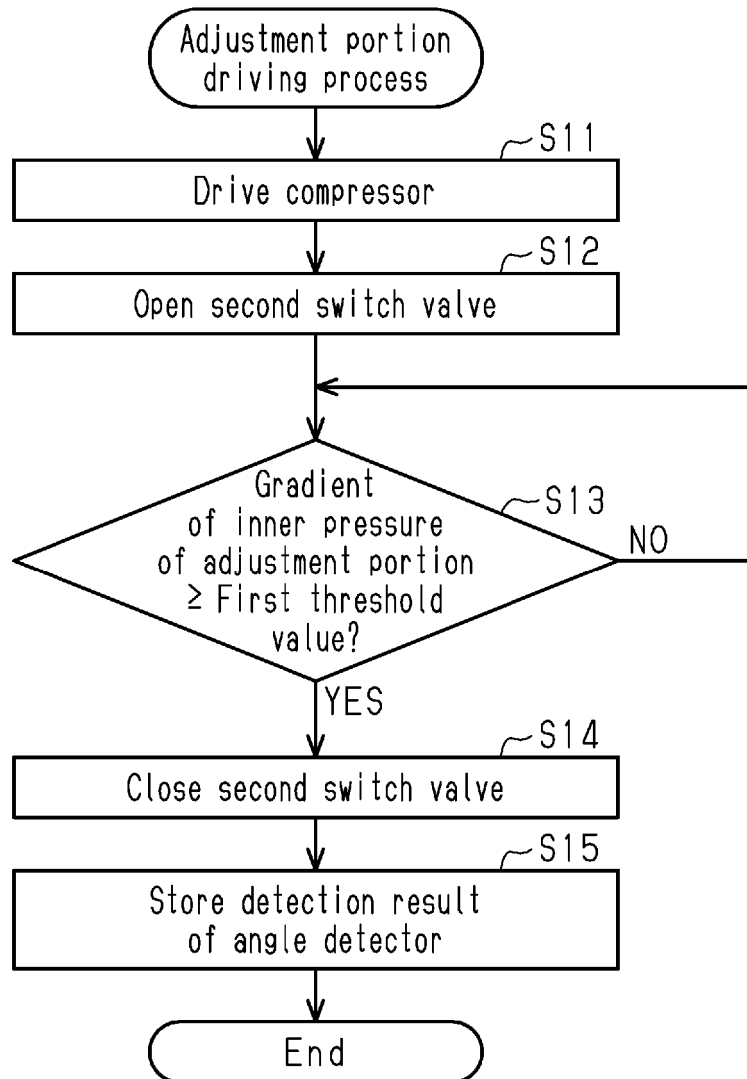 Adjustment portion
driving process
S11
Drive compressor
S12
Open second switch valve
Gradient
of inner pressure
of adjustment portion
≥ First threshold
value?
S13
NO
YES
S14
Close second switch valve
S15
Store detection result
of angle detector
End